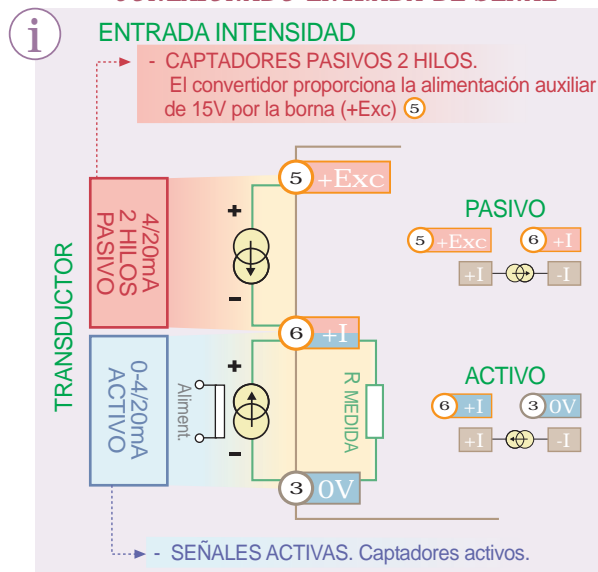 i
ENTRADA INTENSIDAD
- CAPTADORES PASIVOS 2 HILOS.
El convertidor proporciona la alimentación auxiliar
de 15V por la borna (+Exc) 5
TRANSDUCTOR
4/20mA
2 HILOS
PASIVO
+
-
5 +Exc
PASIVO
5 +Exc 6 +I
+I -I
6 +I
0-4/20mA
ACTIVO
Aliment.
+
-
R MEDIDA
3 0V
ACTIVO
6 +I 3 0V
+I -I
- SEÑALES ACTIVAS. Captadores activos.